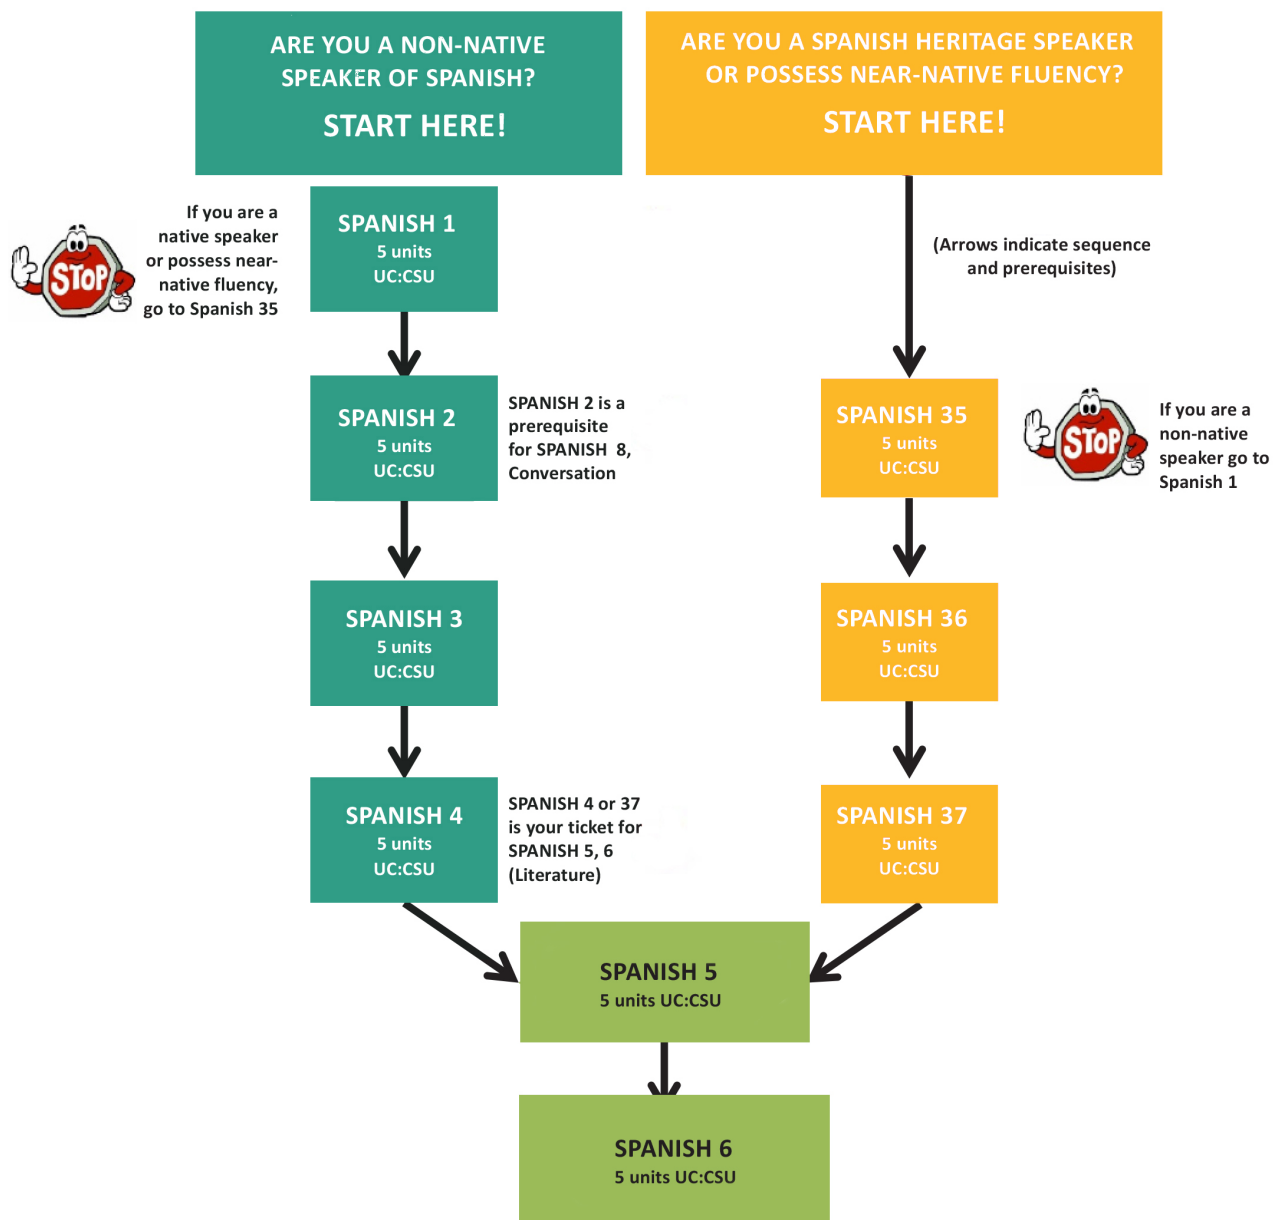 ARE YOU A NON-NATIVE
SPEAKER OF SPANISH?
START HERE!
ARE YOU A SPANISH HERITAGE SPEAKER
OR POSSESS NEAR-NATIVE FLUENCY?
START HERE!
STOP
If you are a
native speaker
or possess near-
native fluency,
go to Spanish 35
SPANISH 1
5 units
UC:CSU
(Arrows indicate sequence
and prerequisites)
SPANISH 2
5 units
UC:CSU
SPANISH 2 is a
prerequisite
for SPANISH 8,
Conversation
SPANISH 35
5 units
UC:CSU
STOP
If you are a
non-native
speaker go to
Spanish 1
SPANISH 3
5 units
UC:CSU
SPANISH 36
5 units
UC:CSU
SPANISH 4
5 units
UC:CSU
SPANISH 4 or 37
is your ticket for
SPANISH 5, 6
(Literature)
SPANISH 37
5 units
UC:CSU
SPANISH 5
5 units UC:CSU
SPANISH 6
5 units UC:CSU